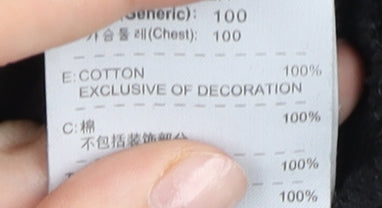 (Generic): 100
가슴둘레(Chest): 100
E: COTTON 100%
EXCLUSIVE OF DECORATION
C: 棉 100%
不包括装饰部分
100%
100%